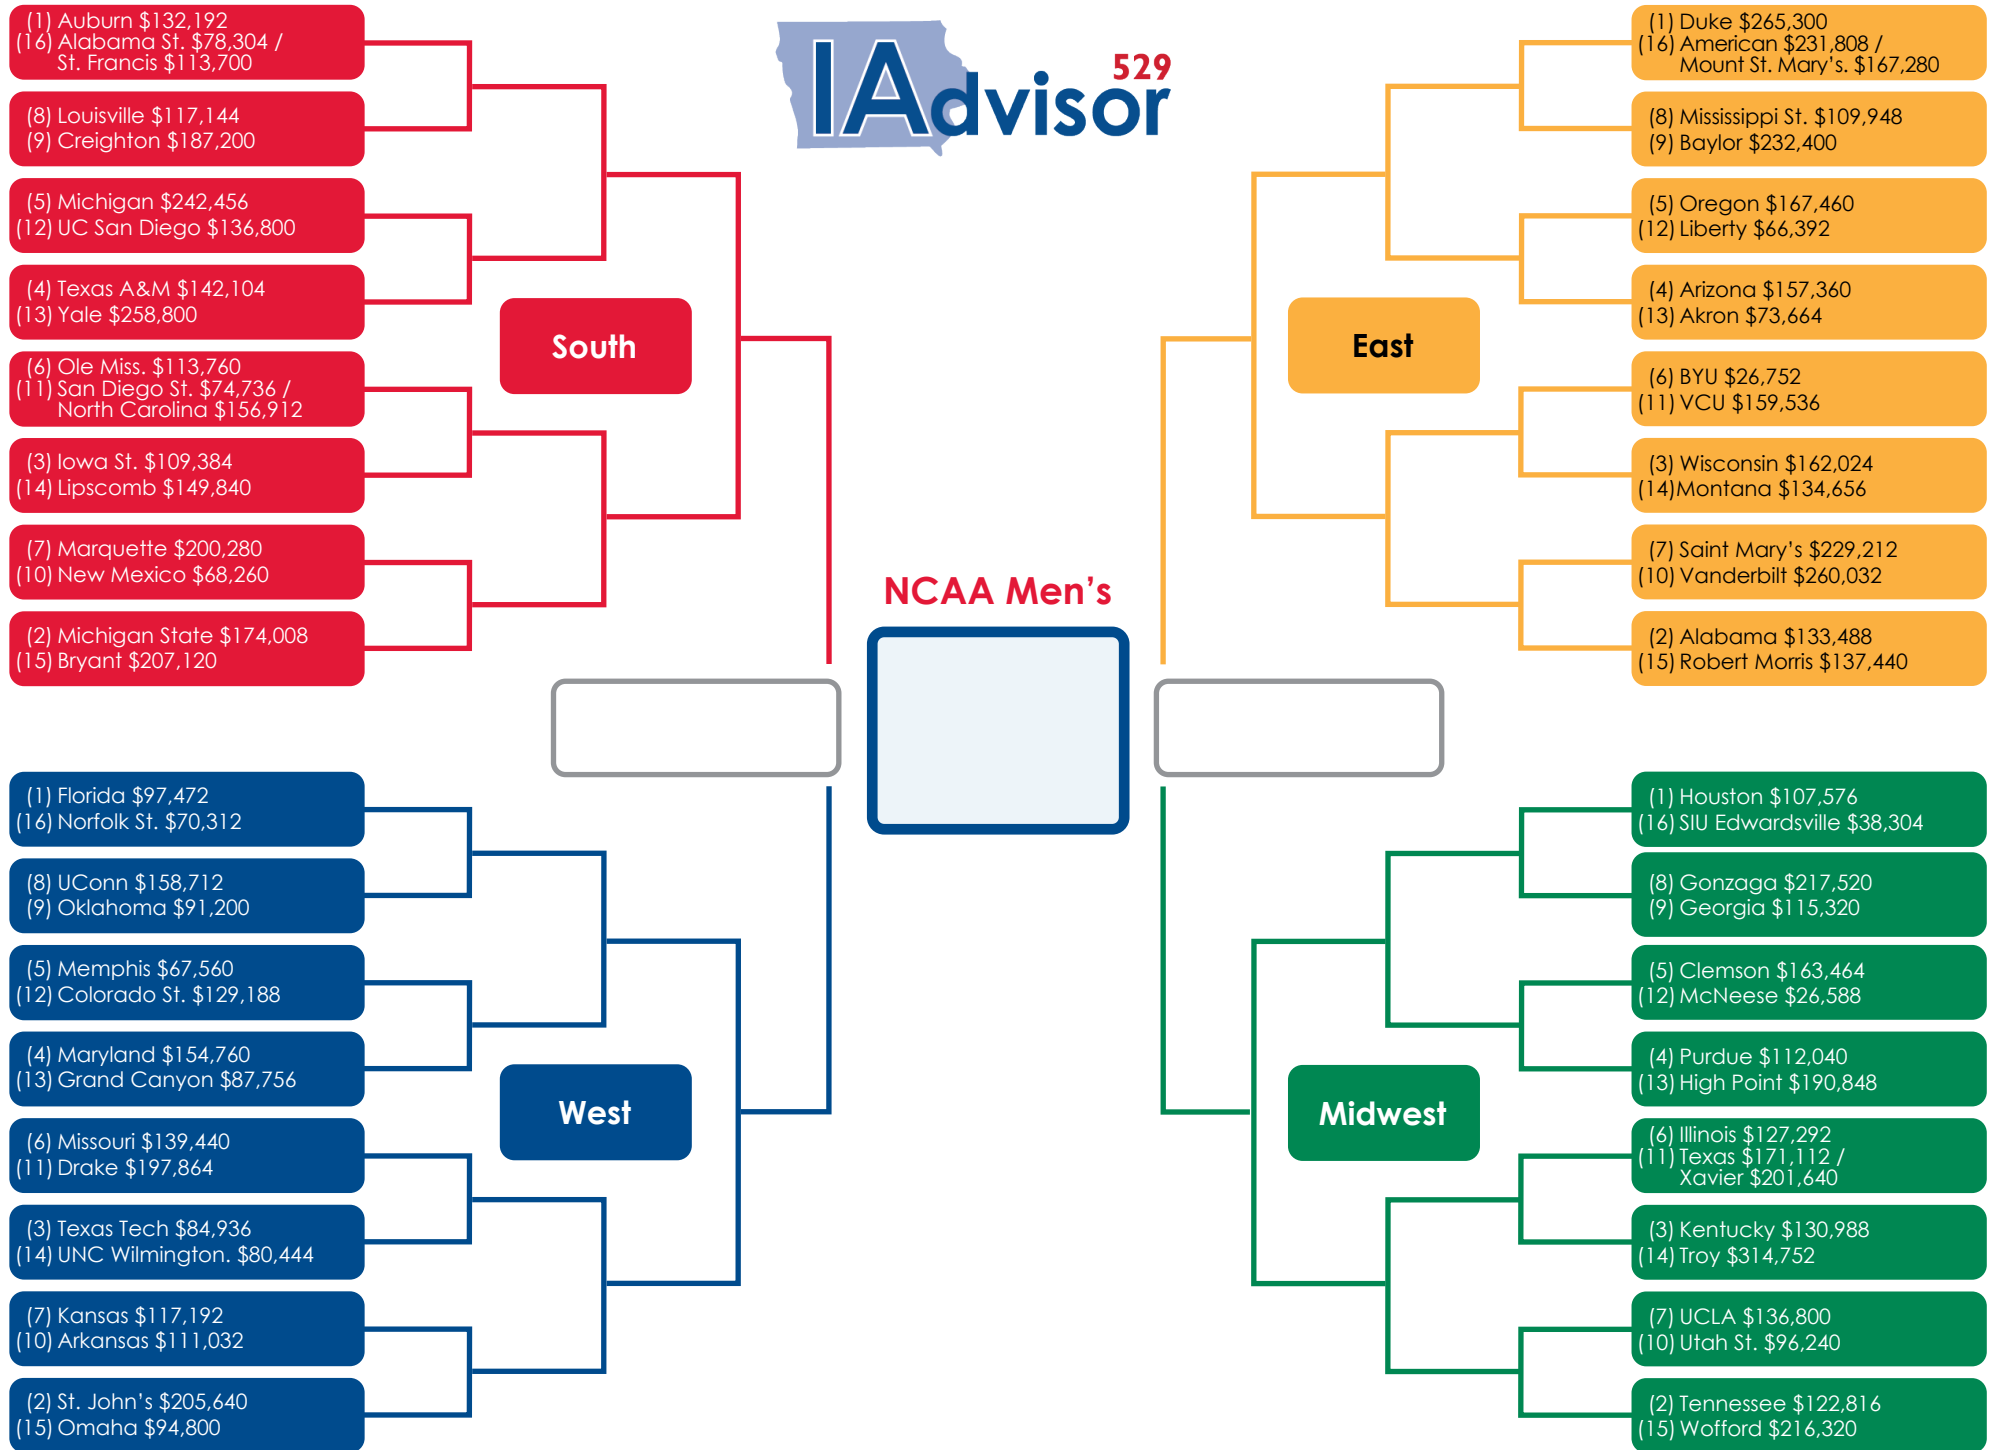 (1) Auburn $132,192
(16) Alabama St. $78,304 /
St. Francis $113,700
(8) Louisville $117,144
(9) Creighton $187,200
(5) Michigan $242,456
(12) UC San Diego $136,800
(4) Texas A&M $142,104
(13) Yale $258,800
(6) Ole Miss. $113,760
(11) San Diego St. $74,736 /
North Carolina $156,912
(3) Iowa St. $109,384
(14) Lipscomb $149,840
(7) Marquette $200,280
(10) New Mexico $68,260
(2) Michigan State $174,008
(15) Bryant $207,120
South
(1) Florida $97,472
(16) Norfolk St. $70,312
(8) UConn $158,712
(9) Oklahoma $91,200
(5) Memphis $67,560
(12) Colorado St. $129,188
(4) Maryland $154,760
(13) Grand Canyon $87,756
(6) Missouri $139,440
(11) Drake $197,864
(3) Texas Tech $84,936
(14) UNC Wilmington. $80,444
(7) Kansas $117,192
(10) Arkansas $111,032
(2) St. John's $205,640
(15) Omaha $94,800
West
IAdvisor 529
NCAA Men's
(1) Duke $265,300
(16) American $231,808 /
Mount St. Mary's. $167,280
(8) Mississippi St. $109,948
(9) Baylor $232,400
(5) Oregon $167,460
(12) Liberty $66,392
(4) Arizona $157,360
(13) Akron $73,664
(6) BYU $26,752
(11) VCU $159,536
(3) Wisconsin $162,024
(14)Montana $134,656
(7) Saint Mary's $229,212
(10) Vanderbilt $260,032
(2) Alabama $133,488
(15) Robert Morris $137,440
East
(1) Houston $107,576
(16) SIU Edwardsville $38,304
(8) Gonzaga $217,520
(9) Georgia $115,320
(5) Clemson $163,464
(12) McNeese $26,588
(4) Purdue $112,040
(13) High Point $190,848
(6) Illinois $127,292
(11) Texas $171,112 /
Xavier $201,640
(3) Kentucky $130,988
(14) Troy $314,752
(7) UCLA $136,800
(10) Utah St. $96,240
(2) Tennessee $122,816
(15) Wofford $216,320
Midwest